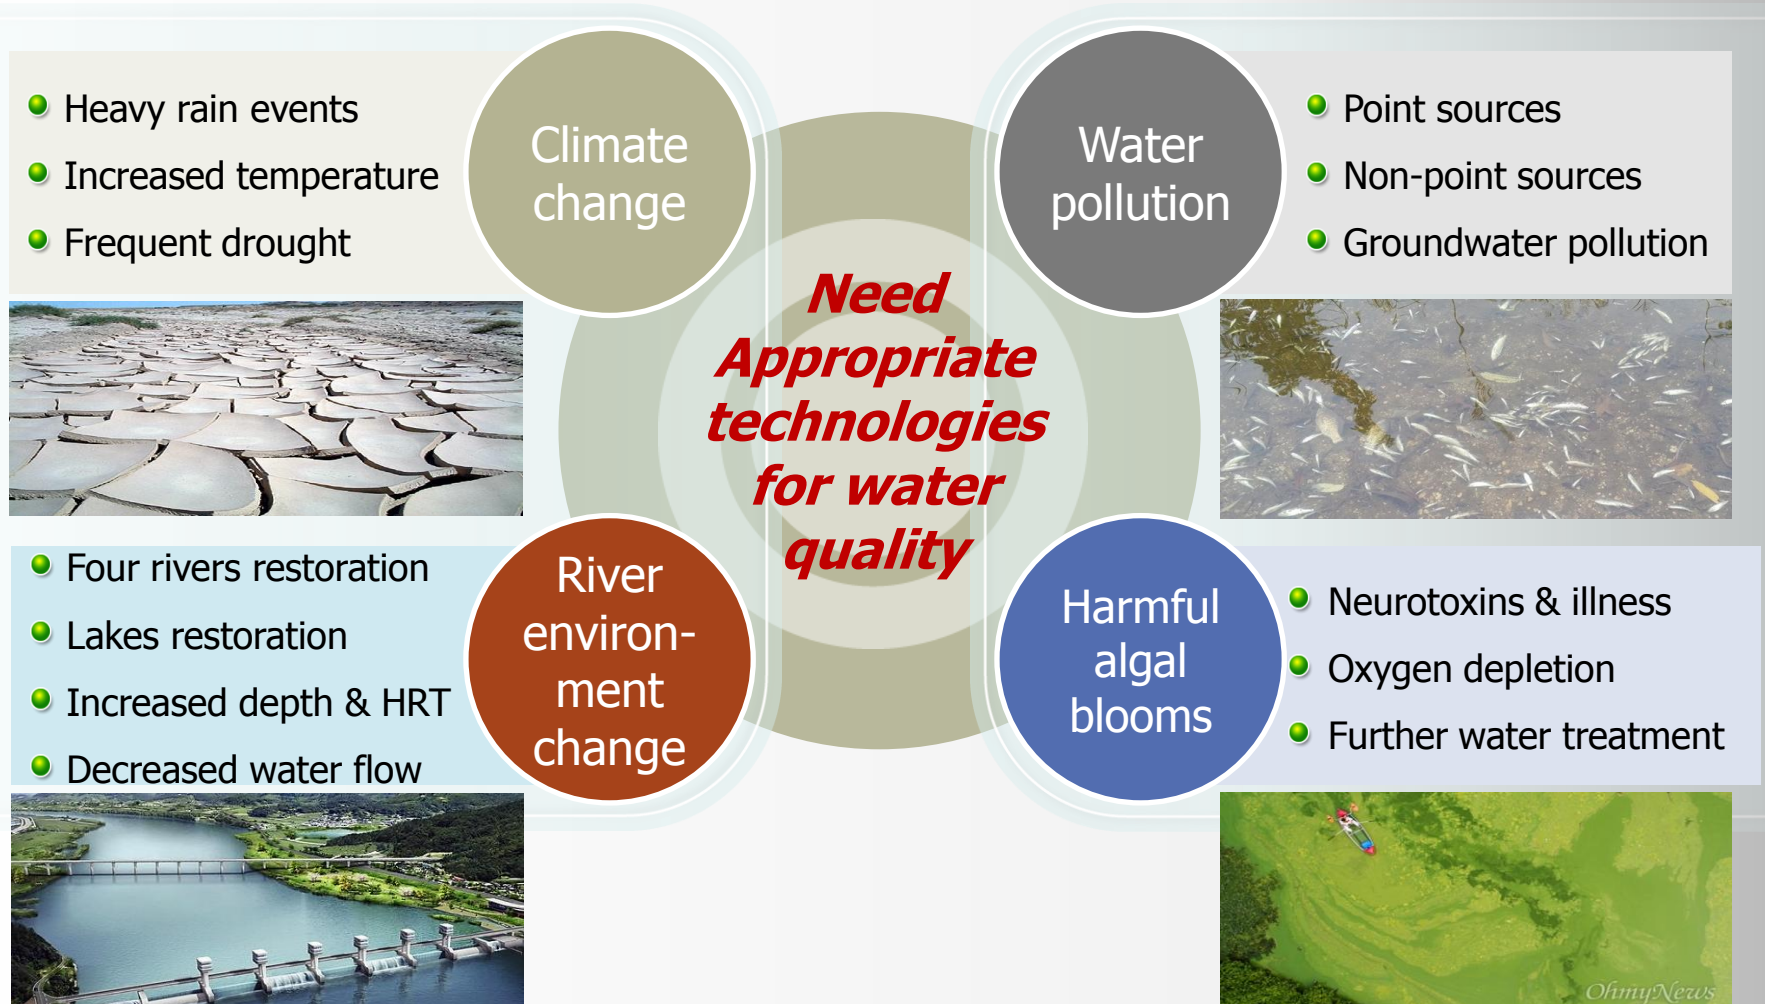 Heavy rain events
Increased temperature
Frequent drought
Climate
change
Water
pollution
Point sources
Non-point sources
Groundwater pollution
Need
Appropriate
technologies
for water
quality
Four rivers restoration
Lakes restoration
Increased depth & HRT
Decreased water flow
River
environ-
ment
change
Harmful
algal
blooms
Neurotoxins & illness
Oxygen depletion
Further water treatment
OhmyNews